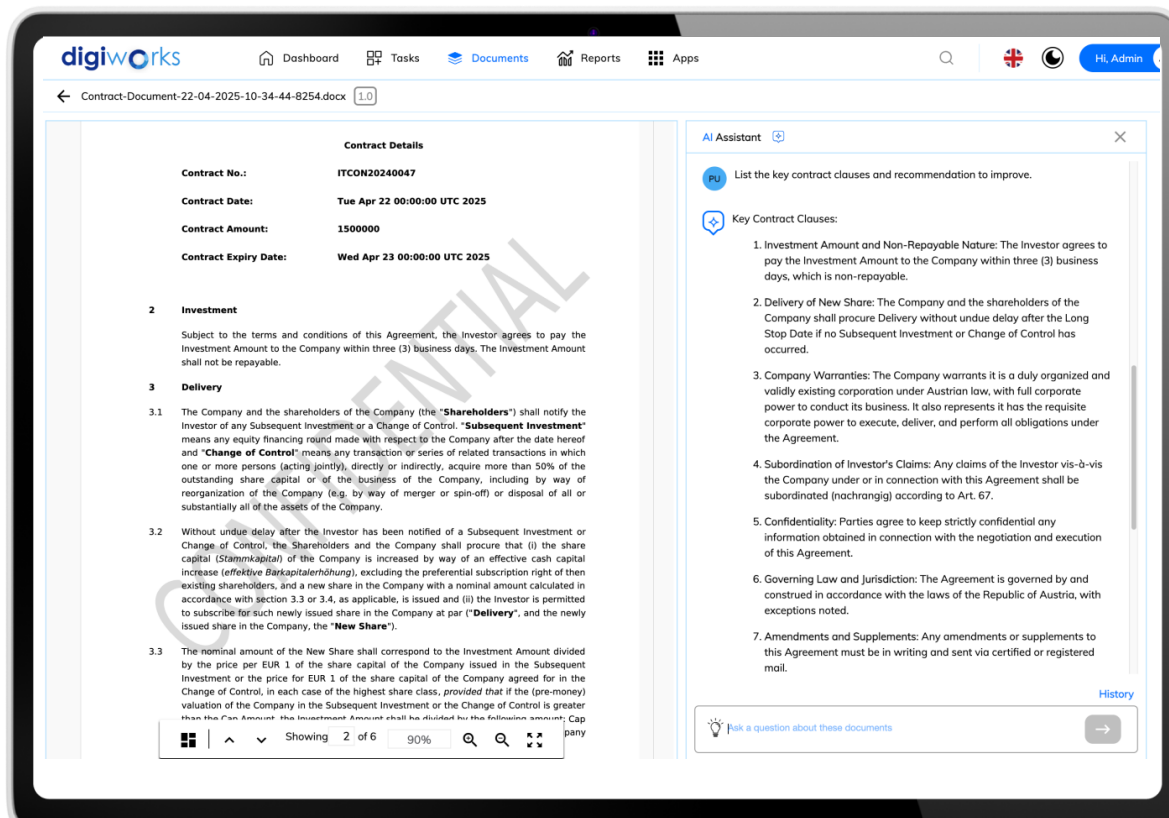 digiworks
Dashboard
Tasks
Documents
Reports
Apps
Hi, Admin
Contract-Document-22-04-2025-10-34-44-8254.docx 1.0
Contract Details
Contract No.: ITCON20240047
Contract Date: Tue Apr 22 00:00:00 UTC 2025
Contract Amount: 1500000
Contract Expiry Date: Wed Apr 23 00:00:00 UTC 2025
CONFIDENTIAL
2 Investment
Subject to the terms and conditions of this Agreement, the Investor agrees to pay the
Investment Amount to the Company within three (3) business days. The Investment Amount
shall not be repayable.
3 Delivery
3.1 The Company and the shareholders of the Company (the "Shareholders") shall notify the
Investor of any Subsequent Investment or a Change of Control. "Subsequent Investment"
means any equity financing round made with respect to the Company after the date hereof
and "Change of Control" means any transaction or series of related transactions in which
one or more persons (acting jointly), directly or indirectly, acquire more than 50% of the
outstanding share capital or of the business of the Company, including by way of
reorganization of the Company (e.g. by way of merger or spin-off) or disposal of all or
substantially all of the assets of the Company.
3.2 Without undue delay after the Investor has been notified of a Subsequent Investment or
Change of Control, the Shareholders and the Company shall procure that (i) the share
capital (Stammkapital) of the Company is increased by way of an effective cash capital
increase (effektive Barkapitalerhöhung), excluding the preferential subscription right of then
existing shareholders, and a new share in the Company with a nominal amount calculated in
accordance with section 3.3 or 3.4, as applicable, is issued and (ii) the Investor is permitted
to subscribe for such newly issued share in the Company at par ("Delivery", and the newly
issued share in the Company, the "New Share").
3.3 The nominal amount of the New Share shall correspond to the Investment Amount divided
by the price per EUR 1 of the share capital of the Company issued in the Subsequent
Investment or the price for EUR 1 of the share capital of the Company agreed for in the
Change of Control, in each case of the highest share class, provided that if the (pre-money)
valuation of the Company in the Subsequent Investment or the Change of Control is greater
than the Cap Amount, the Investment Amount shall be divided by the following amount: Cap
pany
Showing 2 of 6 90%
AI Assistant
PU List the key contract clauses and recommendation to improve.
Key Contract Clauses:
1. Investment Amount and Non-Repayable Nature: The Investor agrees to
pay the Investment Amount to the Company within three (3) business
days, which is non-repayable.
2. Delivery of New Share: The Company and the shareholders of the
Company shall procure Delivery without undue delay after the Long
Stop Date if no Subsequent Investment or Change of Control has
occurred.
3. Company Warranties: The Company warrants it is a duly organized and
validly existing corporation under Austrian law, with full corporate
power to conduct its business. It also represents it has the requisite
corporate power to execute, deliver, and perform all obligations under
the Agreement.
4. Subordination of Investor's Claims: Any claims of the Investor vis-à-vis
the Company under or in connection with this Agreement shall be
subordinated (nachrangig) according to Art. 67.
5. Confidentiality: Parties agree to keep strictly confidential any
information obtained in connection with the negotiation and execution
of this Agreement.
6. Governing Law and Jurisdiction: The Agreement is governed by and
construed in accordance with the laws of the Republic of Austria, with
exceptions noted.
7. Amendments and Supplements: Any amendments or supplements to
this Agreement must be in writing and sent via certified or registered
mail.
History
Ask a question about these documents